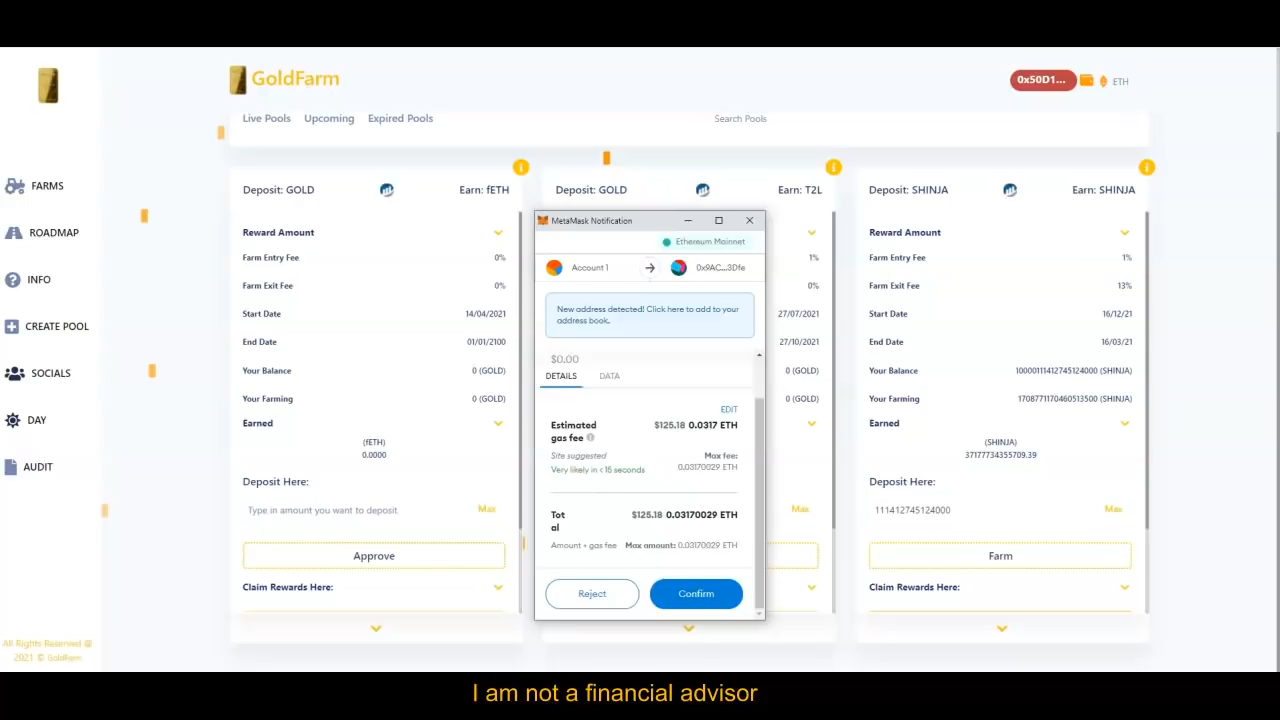 GoldFarm
0x50D1... ETH
Live Pools Upcoming Expired Pools Search Pools
FARMS
ROADMAP
INFO
CREATE POOL
SOCIALS
DAY
AUDIT
All Rights Reserved @
2021 © GoldFarm
Deposit: GOLD Earn: fETH
Reward Amount
Farm Entry Fee 0%
Farm Exit Fee 0%
Start Date 14/04/2021
End Date 01/01/2100
Your Balance 0 (GOLD)
Your Farming 0 (GOLD)
Earned
(fETH)
0.0000
Deposit Here:
Type in amount you want to deposit Max
Approve
Claim Rewards Here:
Deposit: GOLD Earn: T2L
1%
0%
27/07/2021
27/10/2021
0 (GOLD)
0 (GOLD)
Max
MetaMask Notification
Ethereum Mainnet
Account 1 0x9AC...3Dfe
New address detected! Click here to add to your
address book.
$0.00
DETAILS DATA
EDIT
Estimated
gas fee $125.18 0.0317 ETH
Site suggested Max fee:
Very likely in < 15 seconds 0.03170029 ETH
Tot
al $125.18 0.03170029 ETH
Amount + gas fee Max amount: 0.03170029 ETH
Reject Confirm
Deposit: SHINJA Earn: SHINJA
Reward Amount
Farm Entry Fee 1%
Farm Exit Fee 13%
Start Date 16/12/21
End Date 16/03/21
Your Balance 10000111412745124000 (SHINJA)
Your Farming 1708771170460513500 (SHINJA)
Earned
(SHINJA)
37177734355709.39
Deposit Here:
111412745124000 Max
Farm
Claim Rewards Here:
I am not a financial advisor